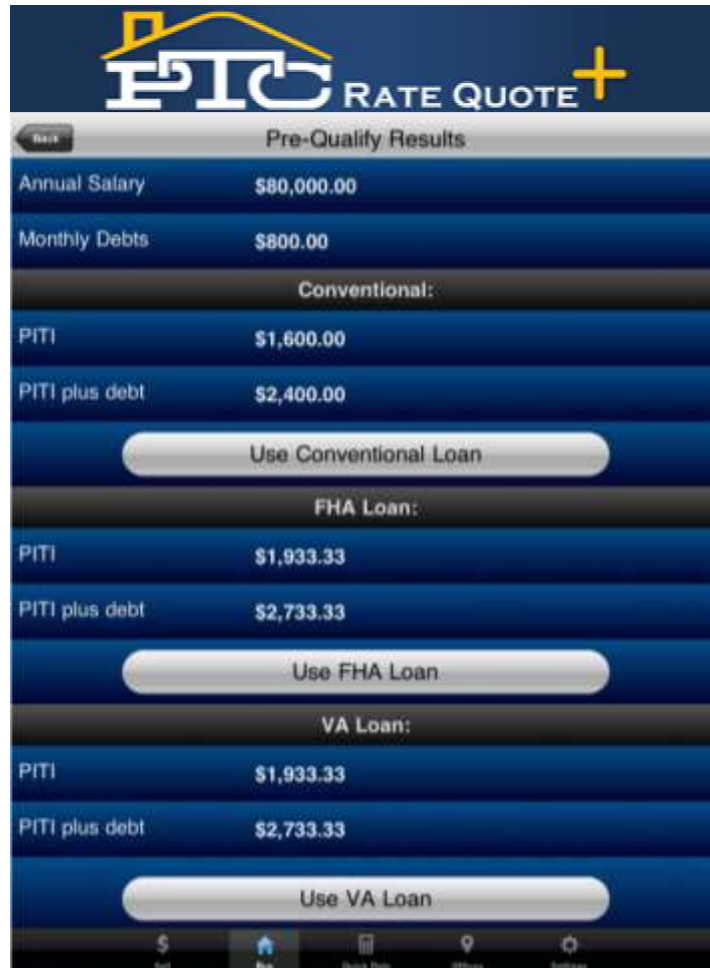 PTC RATE QUOTE +
Back
Pre-Qualify Results
Annual Salary $80,000.00
Monthly Debts $800.00
Conventional:
PITI $1,600.00
PITI plus debt $2,400.00
Use Conventional Loan
FHA Loan:
PITI $1,933.33
PITI plus debt $2,733.33
Use FHA Loan
VA Loan:
PITI $1,933.33
PITI plus debt $2,733.33
Use VA Loan